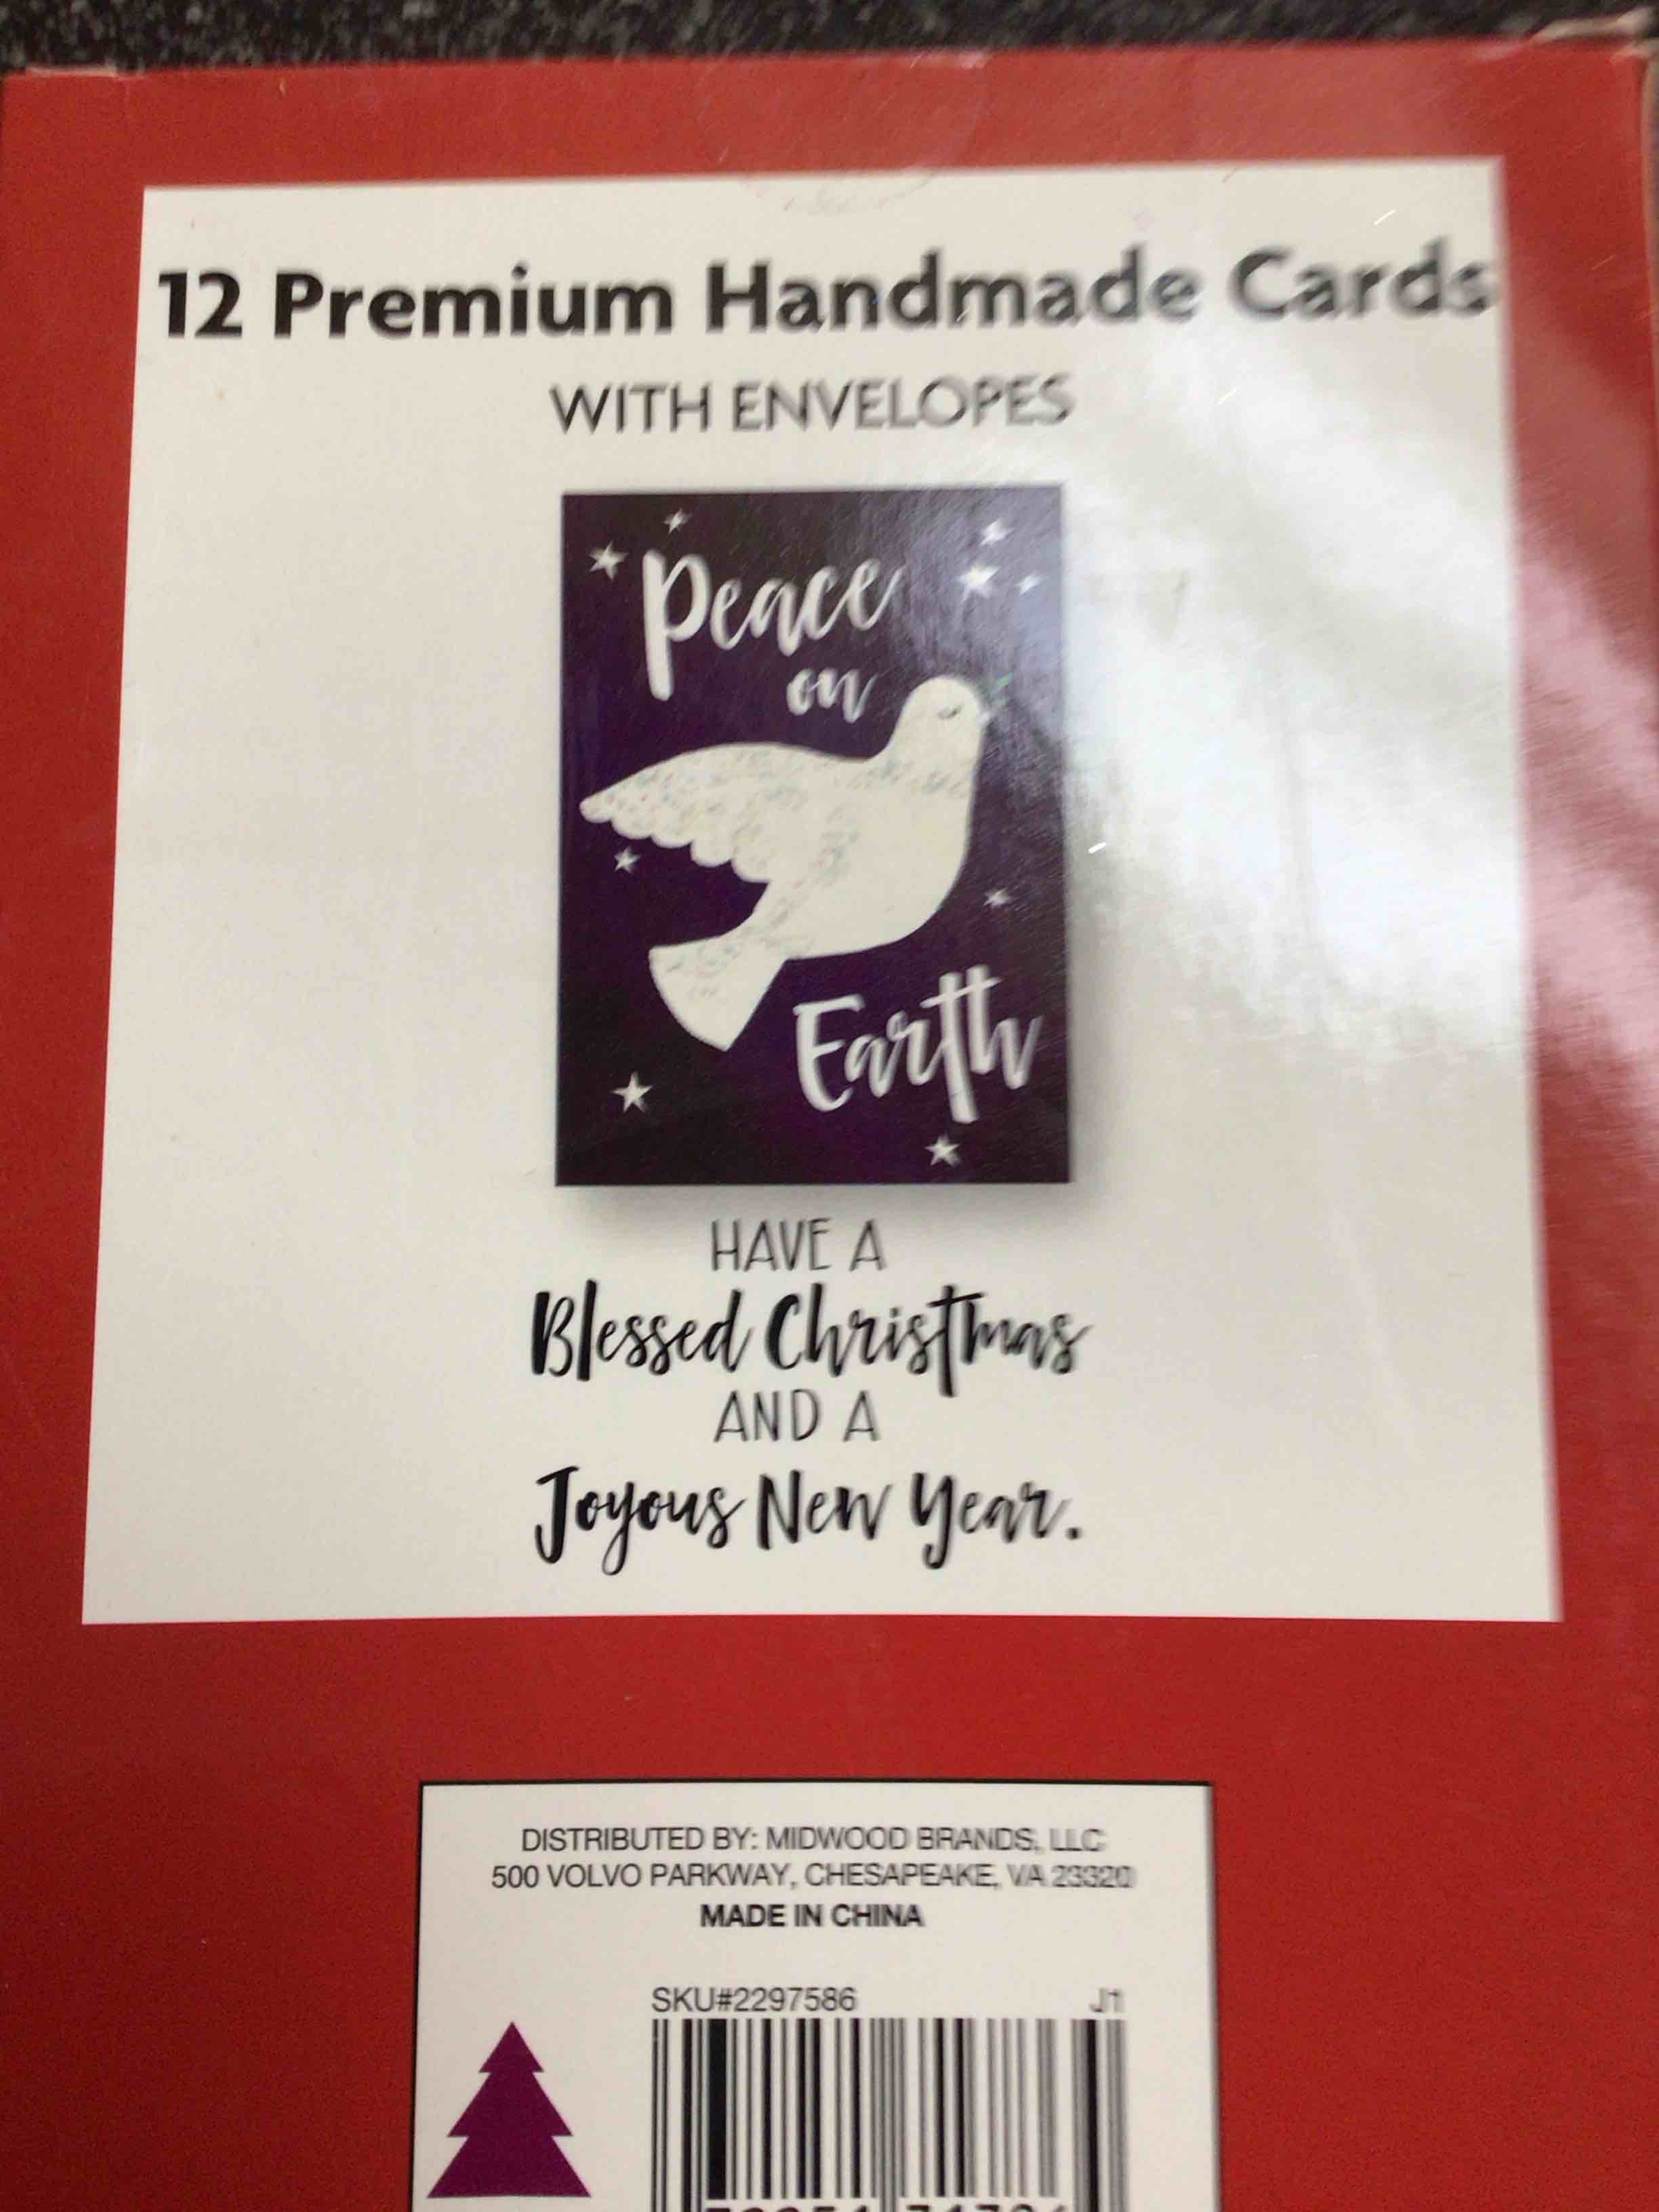 12 Premium Handmade Cards
WITH ENVELOPES
Peace
on
Earth
HAVE A
Blessed Christmas
AND A
Joyous New Year.
DISTRIBUTED BY: MIDWOOD BRANDS, LLC
500 VOLVO PARKWAY, CHESAPEAKE, VA 23320
MADE IN CHINA
SKU#2297586 J1